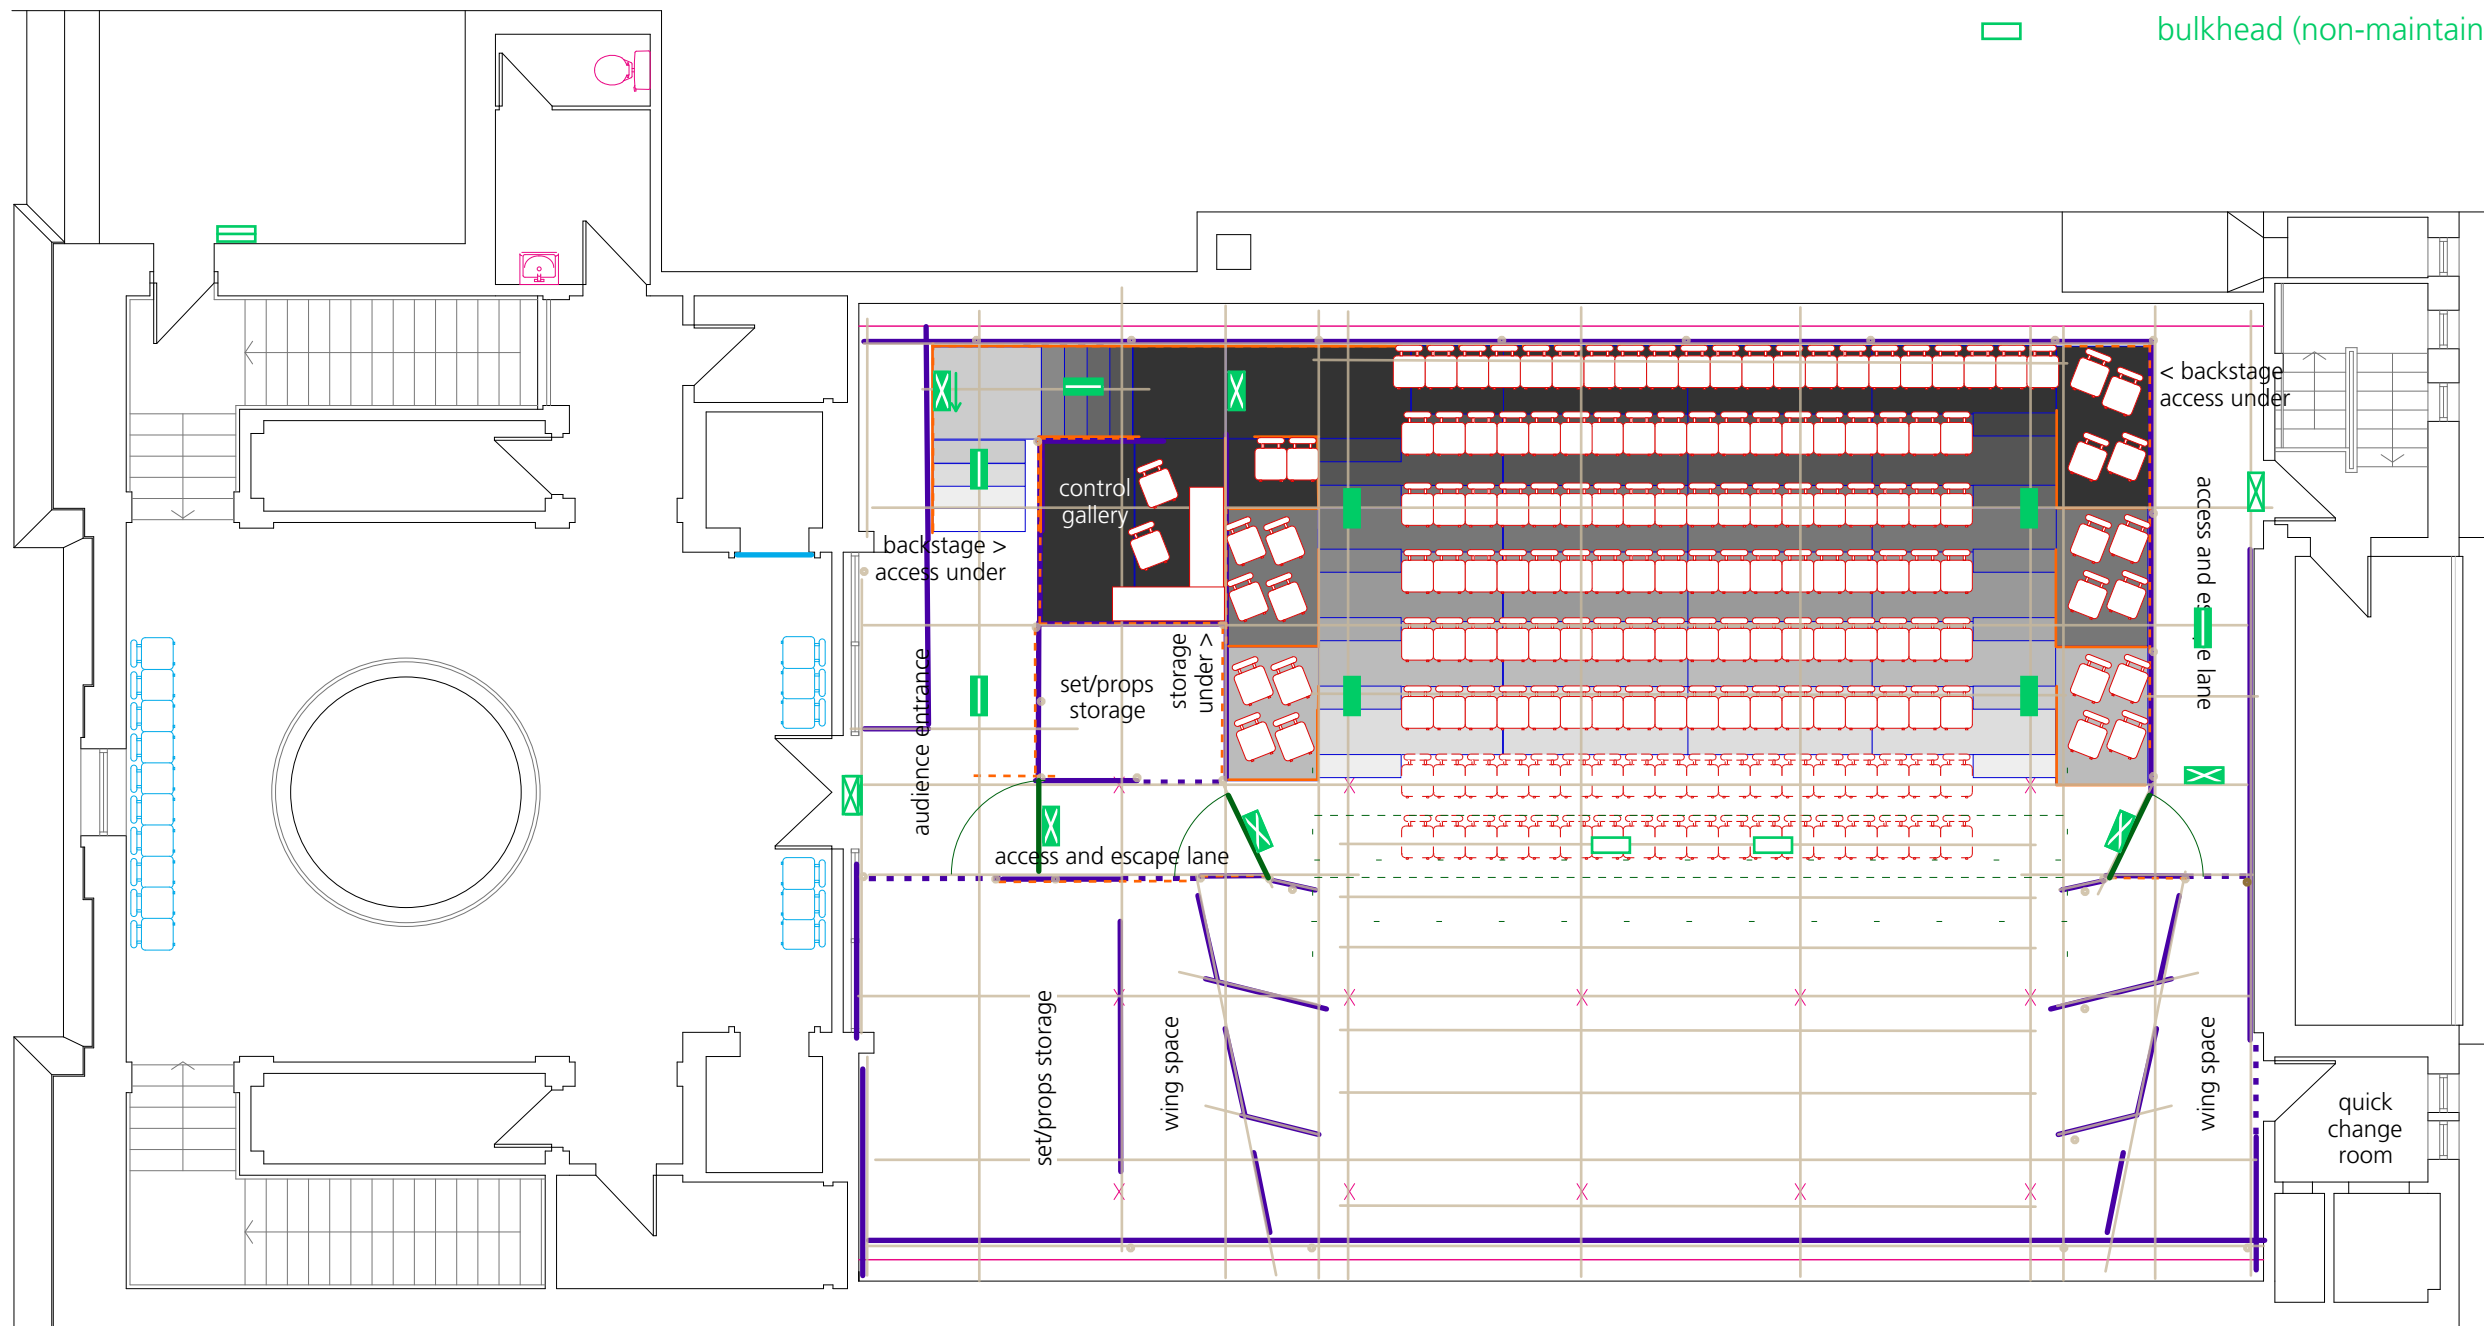 bulkhead (non-maintain
< backstage
access under
control
gallery
backstage >
access under
access and escape lane
storage
under >
set/props
storage
audience entrance
access and escape lane
set/props storage
wing space
wing space
quick
change
room